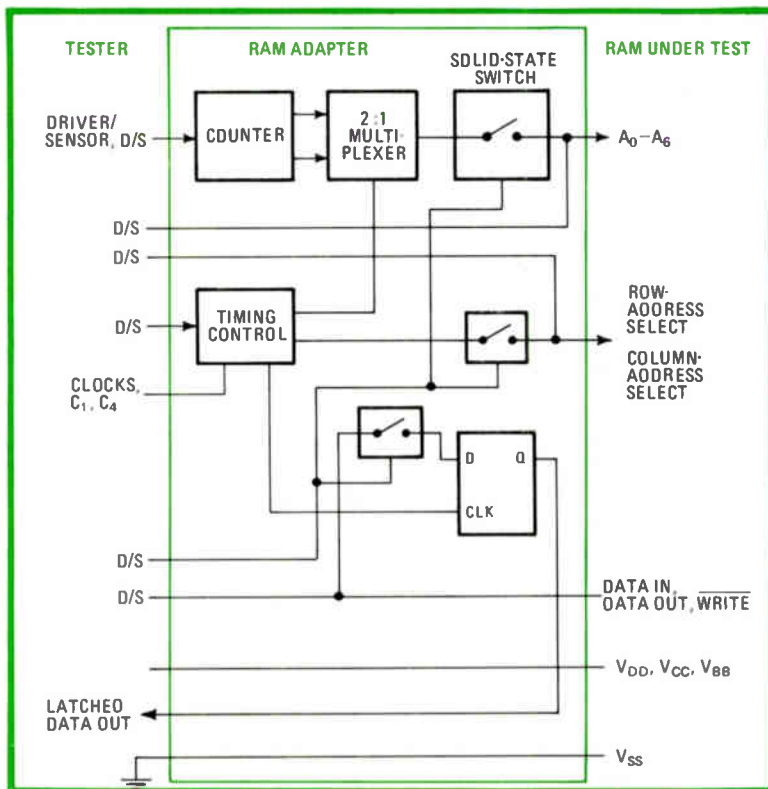 TESTER
RAM ADAPTER
RAM UNDER TEST
SDLID-STATE
SWITCH
DRIVER/
SENSOR, D/S
CDUNTER
2:1
MULTI-
PLEXER
A0–A6
D/S
D/S
D/S
TIMING
CONTROL
ROW-
AODRESS
SELECT
COLUMN-
AODRESS
SELECT
CLOCKS,
C1, C4
D Q
CLK
D/S
D/S
DATA IN,
DATA OUT, WRITE
VDD, VCC, VBB
LATCHEO
DATA OUT
VSS